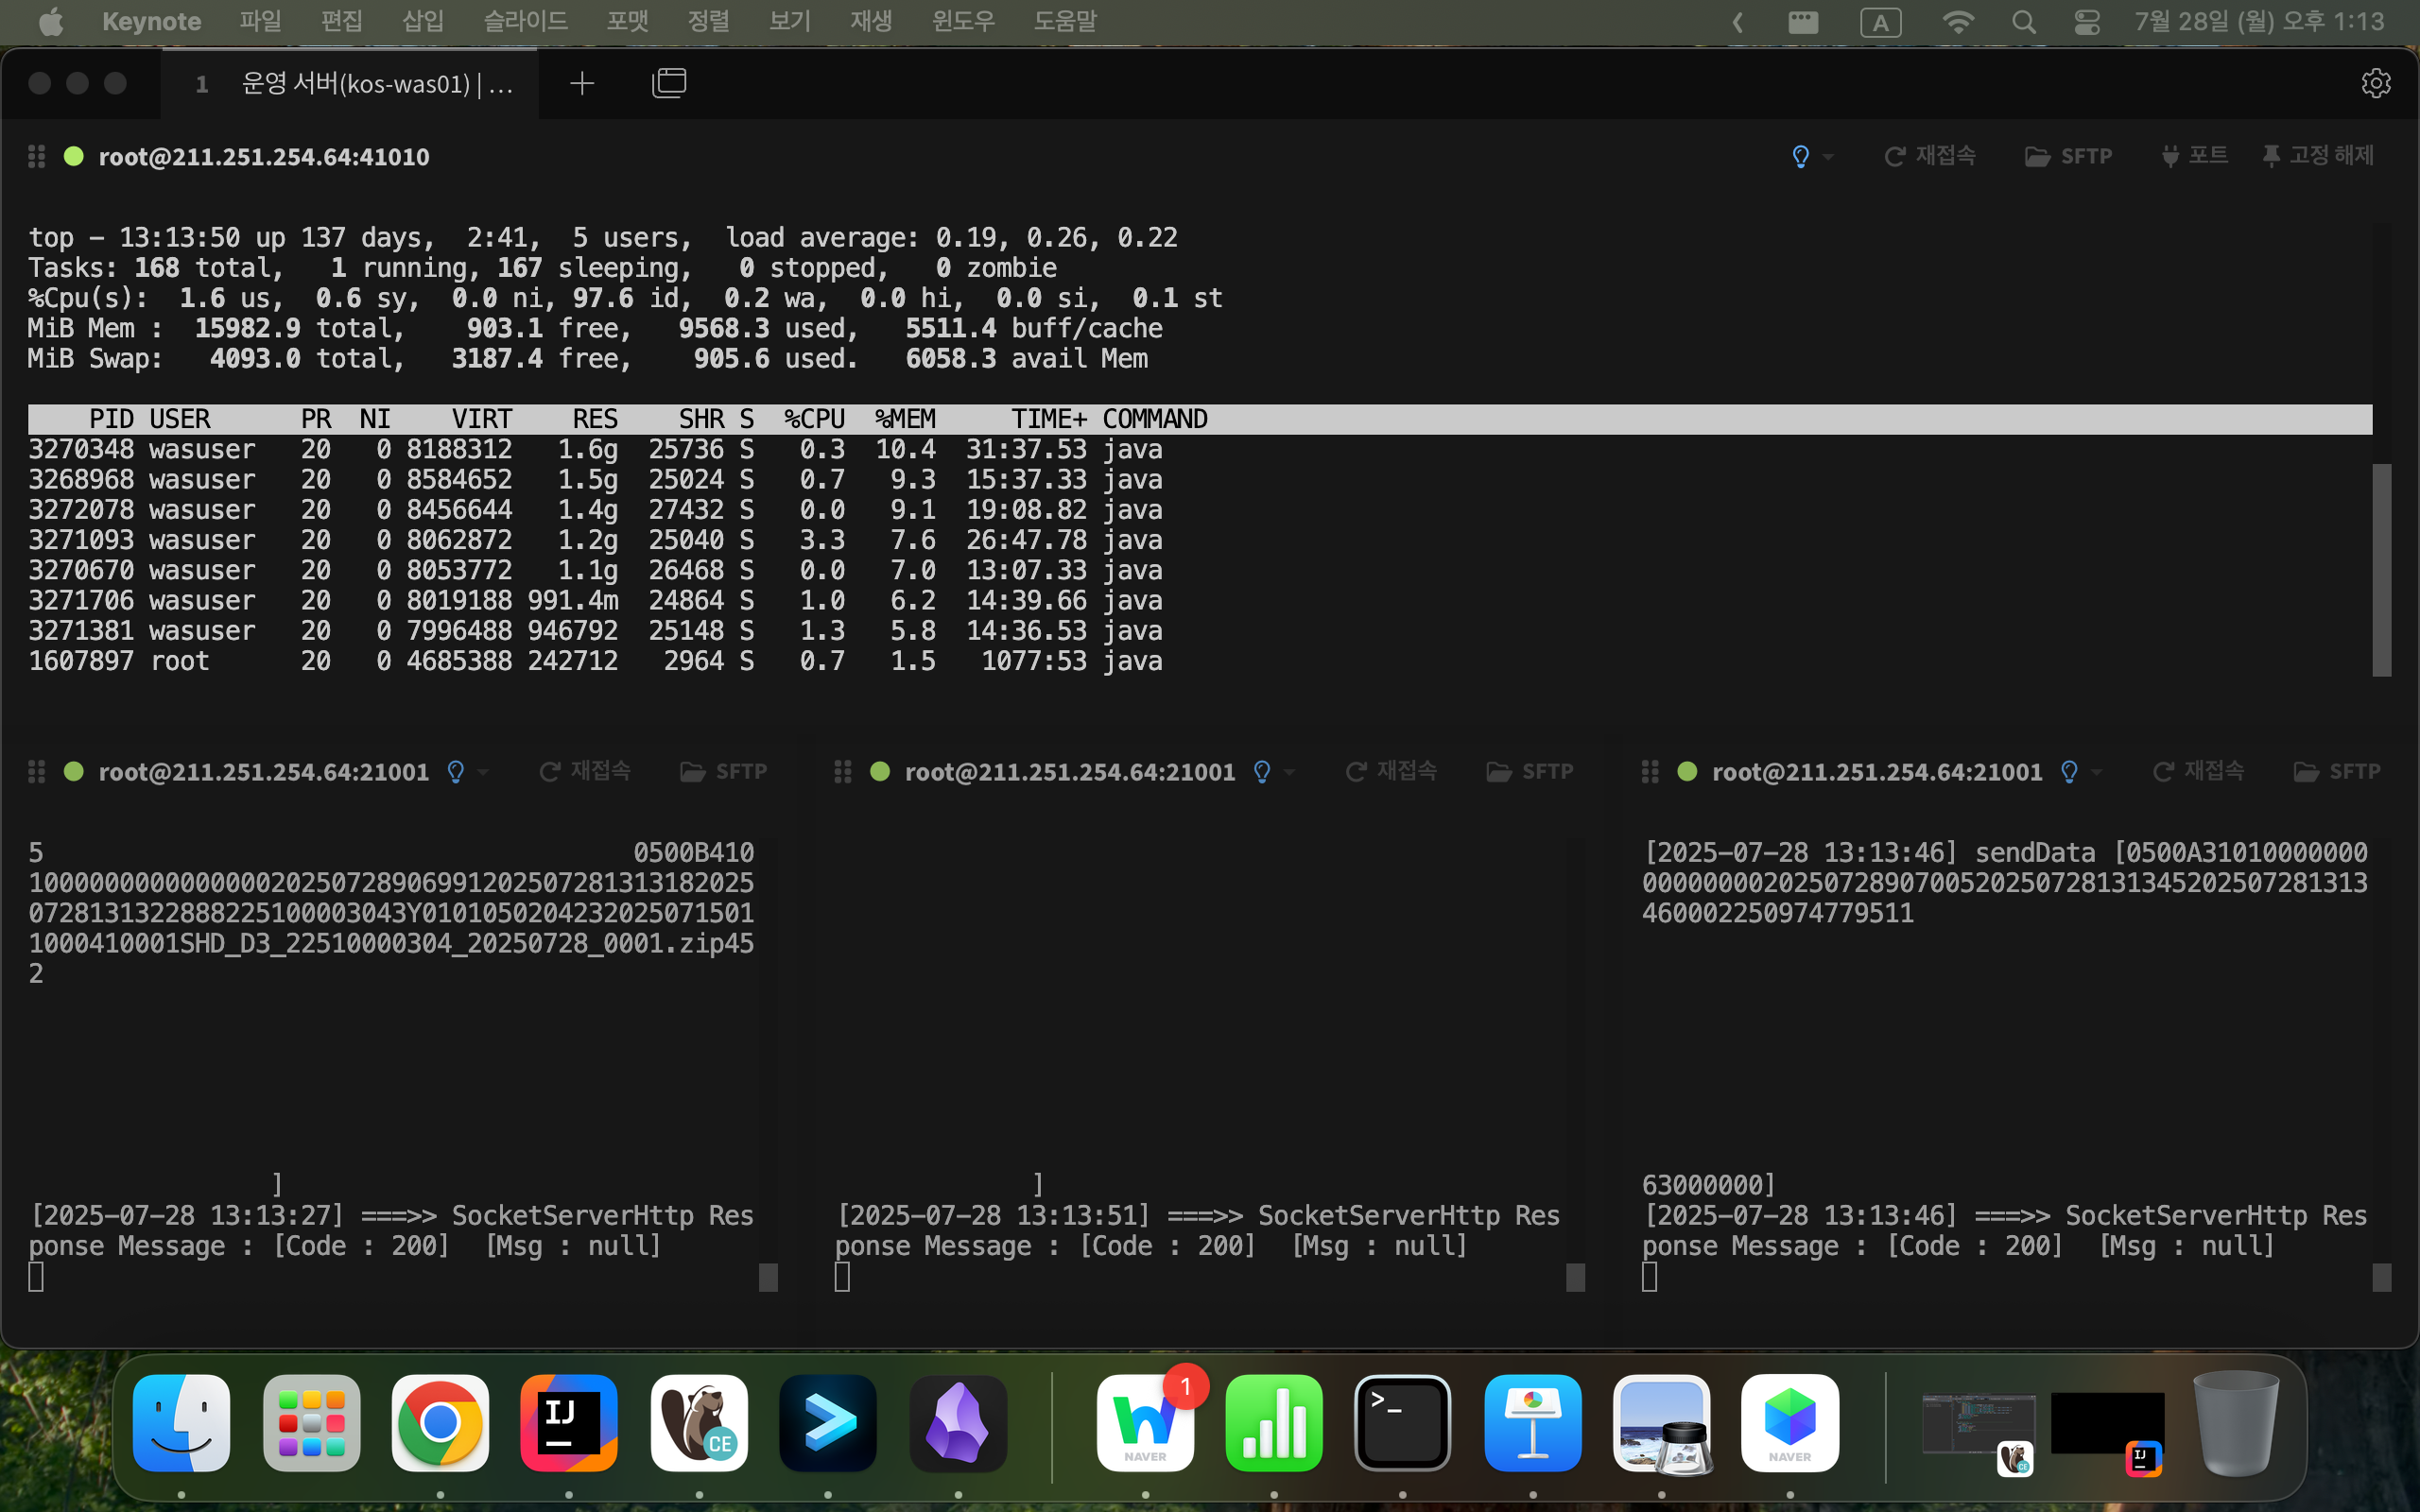 Keynote 파일 편집 삽입 슬라이드 포맷 정렬 보기 재생 윈도우 도움말 A 7월 28일 (월) 오후 1:13
1 운영 서버(kos-was01) | ...
root@211.251.254.64:41010 재접속 SFTP 포트 고정 해제
top - 13:13:50 up 137 days, 2:41, 5 users, load average: 0.19, 0.26, 0.22
Tasks: 168 total, 1 running, 167 sleeping, 0 stopped, 0 zombie
%Cpu(s): 1.6 us, 0.6 sy, 0.0 ni, 97.6 id, 0.2 wa, 0.0 hi, 0.0 si, 0.1 st
MiB Mem : 15982.9 total, 903.1 free, 9568.3 used, 5511.4 buff/cache
MiB Swap: 4093.0 total, 3187.4 free, 905.6 used. 6058.3 avail Mem
PID USER PR NI VIRT RES SHR S %CPU %MEM TIME+ COMMAND
3270348 wasuser 20 0 8188312 1.6g 25736 S 0.3 10.4 31:37.53 java
3268968 wasuser 20 0 8584652 1.5g 25024 S 0.7 9.3 15:37.33 java
3272078 wasuser 20 0 8456644 1.4g 27432 S 0.0 9.1 19:08.82 java
3271093 wasuser 20 0 8062872 1.2g 25040 S 3.3 7.6 26:47.78 java
3270670 wasuser 20 0 8053772 1.1g 26468 S 0.0 7.0 13:07.33 java
3271706 wasuser 20 0 8019188 991.4m 24864 S 1.0 6.2 14:39.66 java
3271381 wasuser 20 0 7996488 946792 25148 S 1.3 5.8 14:36.53 java
1607897 root 20 0 4685388 242712 2964 S 0.7 1.5 1077:53 java
root@211.251.254.64:21001 재접속 SFTP
5 0500B410
100000000000000020250728906991202507281313182025
0728131322888225100003043Y0101050204232025071501
1000410001SHD_D3_22510000304_20250728_0001.zip45
2
]
[2025-07-28 13:13:27] ===>> SocketServerHttp Res
ponse Message : [Code : 200] [Msg : null]
root@211.251.254.64:21001 재접속 SFTP
]
[2025-07-28 13:13:51] ===>> SocketServerHttp Res
ponse Message : [Code : 200] [Msg : null]
root@211.251.254.64:21001 재접속 SFTP
[2025-07-28 13:13:46] sendData [0500A31010000000
000000002025072890700520250728131345202507281313
460002250974779511
63000000]
[2025-07-28 13:13:46] ===>> SocketServerHttp Res
ponse Message : [Code : 200] [Msg : null]
IJ
CE
NAVER
1
>_
NAVER
CE
IJ